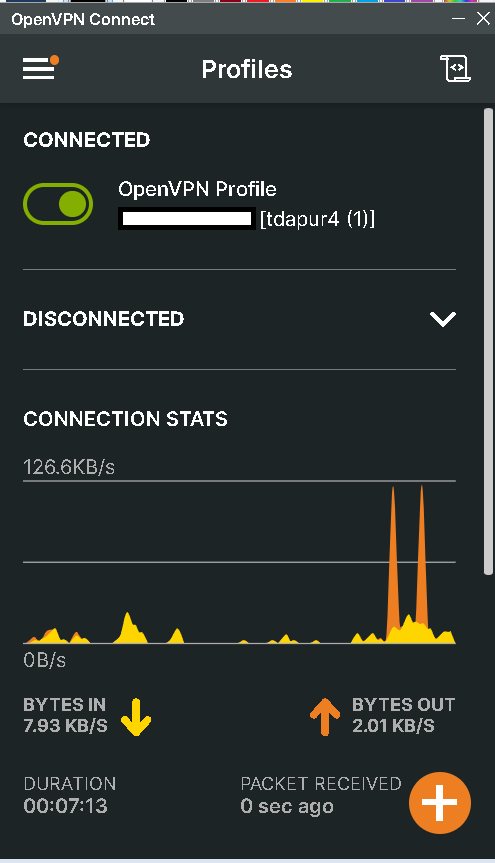 OpenVPN Connect
Profiles
CONNECTED
OpenVPN Profile
[tdapur4 (1)]
DISCONNECTED
CONNECTION STATS
126.6KB/s
0B/s
BYTES IN
7.93 KB/S
BYTES OUT
2.01 KB/S
DURATION
00:07:13
PACKET RECEIVED
0 sec ago